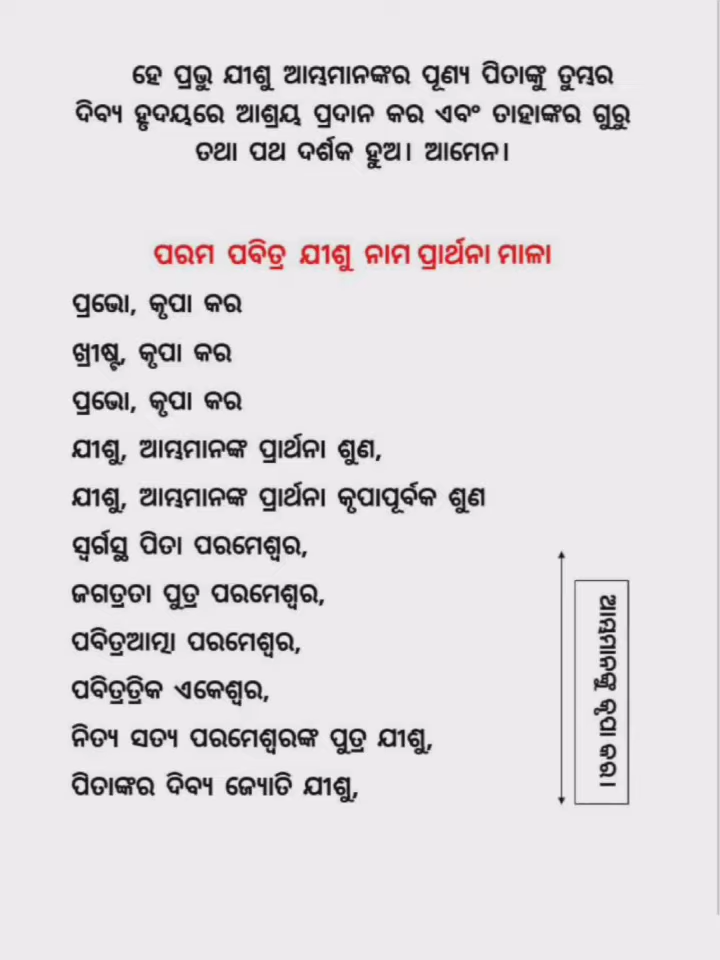 ହେ ପ୍ରଭୁ ଯୀଶୁ ଆମ୍ଭମାନଙ୍କର ପୂଣ୍ୟ ପିତାଙ୍କୁ ତୁମ୍ଭର
ଦିବ୍ୟ ହୃଦୟରେ ଆଶ୍ରୟ ପ୍ରଦାନ କର ଏବଂ ତାହାଙ୍କର ଗୁରୁ
ତଥା ପଥ ଦର୍ଶକ ହୁଅ। ଆମେନ।
ପରମ ପବିତ୍ର ଯୀଶୁ ନାମ ପ୍ରାର୍ଥନା ମାଳା
ପ୍ରଭୋ, କୃପା କର
ଖ୍ରୀଷ୍ଟ, କୃପା କର
ପ୍ରଭୋ, କୃପା କର
ଯୀଶୁ, ଆମ୍ଭମାନଙ୍କ ପ୍ରାର୍ଥନା ଶୁଣ,
ଯୀଶୁ, ଆମ୍ଭମାନଙ୍କ ପ୍ରାର୍ଥନା କୃପାପୂର୍ବକ ଶୁଣ
ସ୍ୱର୍ଗସ୍ଥ ପିତା ପରମେଶ୍ୱର,
ଜଗତ୍ରତା ପୁତ୍ର ପରମେଶ୍ୱର,
ପବିତ୍ରଆତ୍ମା ପରମେଶ୍ୱର,
ପବିତ୍ରତ୍ରିକ ଏକେଶ୍ୱର,
ନିତ୍ୟ ସତ୍ୟ ପରମେଶ୍ୱରଙ୍କ ପୁତ୍ର ଯୀଶୁ,
ପିତାଙ୍କର ଦିବ୍ୟ ଜ୍ୟୋତି ଯୀଶୁ,
ଆମ୍ଭମାନଙ୍କୁ କୃପା କର।